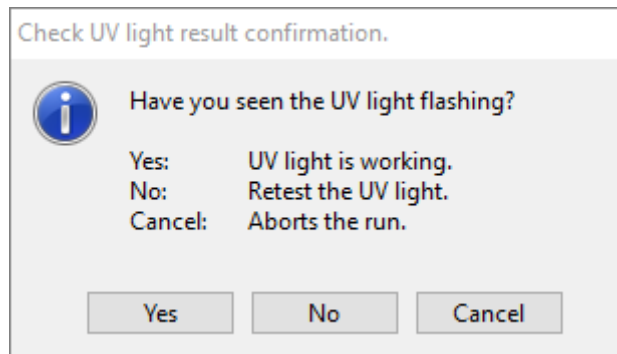 Check UV light result confirmation.
Have you seen the UV light flashing?
Yes: UV light is working.
No: Retest the UV light.
Cancel: Aborts the run.
Yes No Cancel